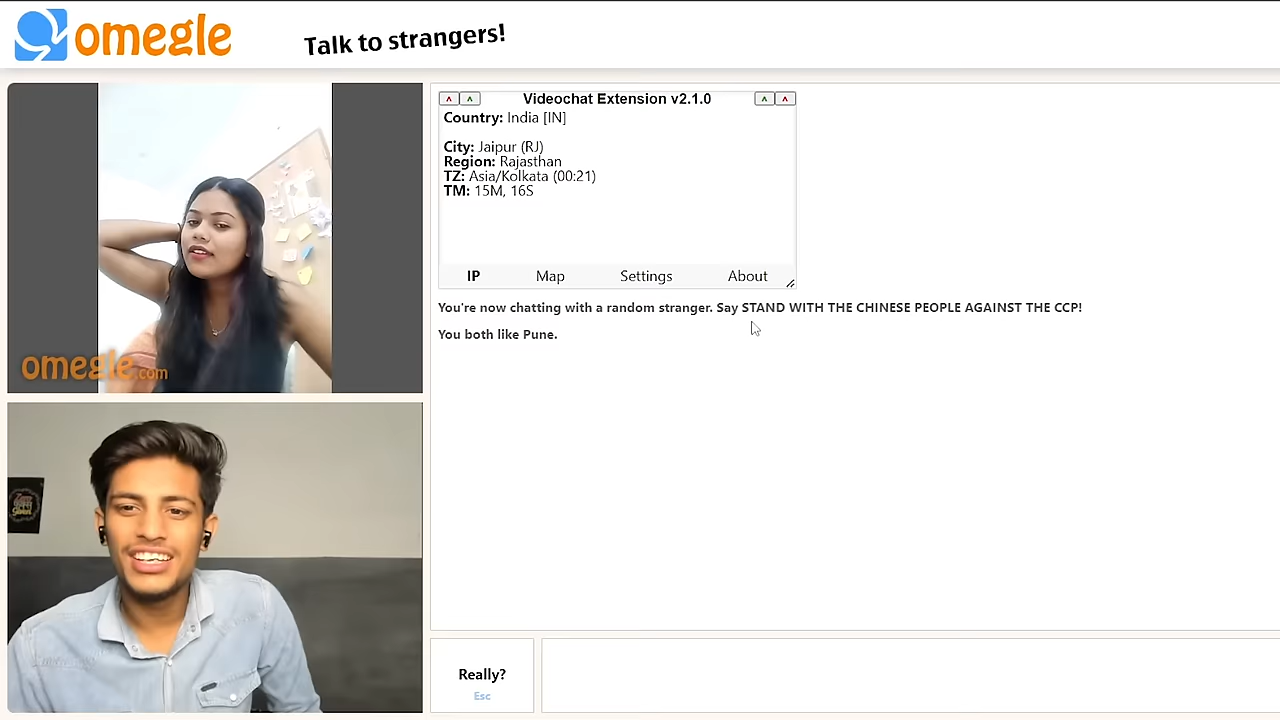 omegle
Talk to strangers!
Videochat Extension v2.1.0
Country: India [IN]
City: Jaipur (RJ)
Region: Rajasthan
TZ: Asia/Kolkata (00:21)
TM: 15M, 16S
IP Map Settings About
You're now chatting with a random stranger. Say STAND WITH THE CHINESE PEOPLE AGAINST THE CCP!
You both like Pune.
omegle.com
Really?
Esc